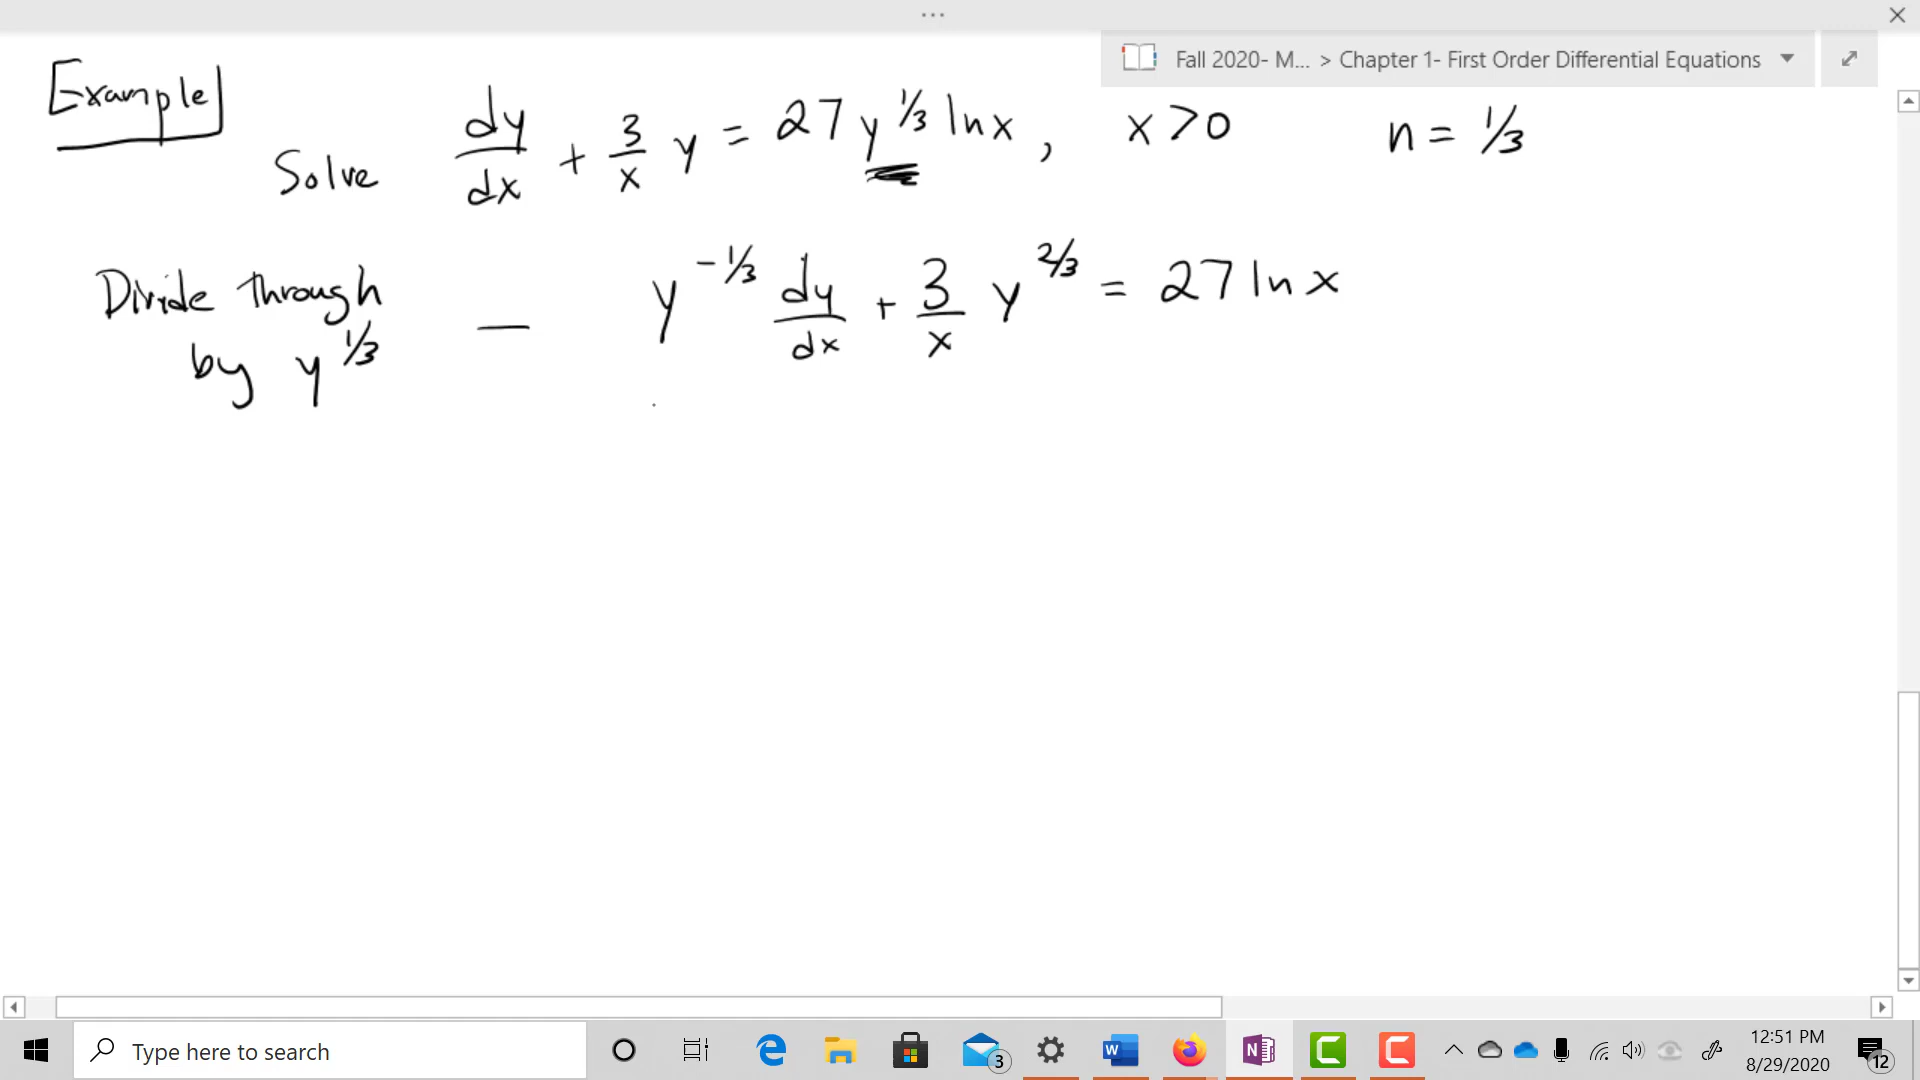 ...
Fall 2020- M... > Chapter 1- First Order Differential Equations
Example
Solve dy/dx + 3/x y = 27 y^1/3 ln x , x > 0 n = 1/3
Divide through by y^1/3 — y^-1/3 dy/dx + 3/x y^2/3 = 27 ln x
Type here to search
3
12:51 PM
8/29/2020
12